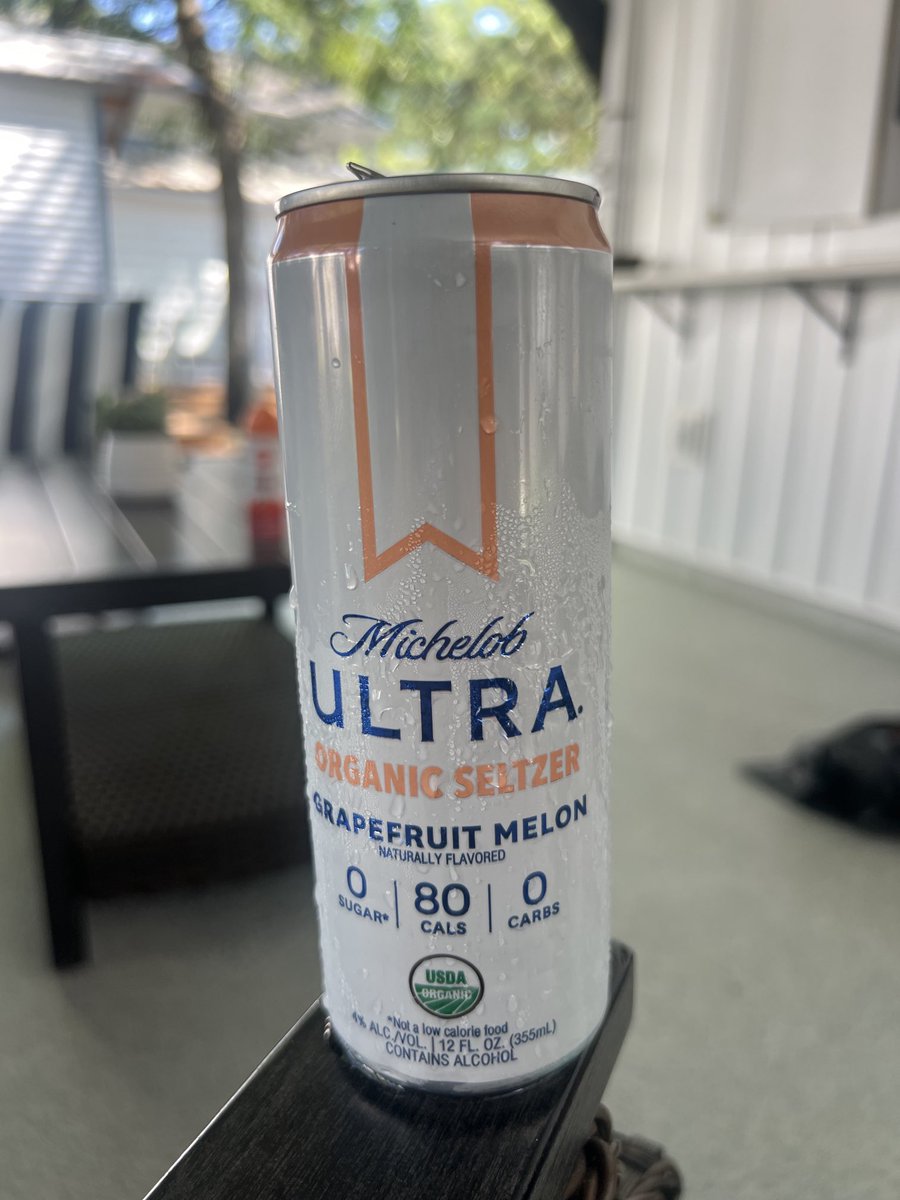 Michelob
ULTRA.
ORGANIC SELTZER
GRAPEFRUIT MELON
NATURALLY FLAVORED
0 | 80 | 0
SUGAR* CALS CARBS
USDA
ORGANIC
*Not a low calorie food
4% ALC./VOL. | 12 FL. OZ. (355mL)
CONTAINS ALCOHOL